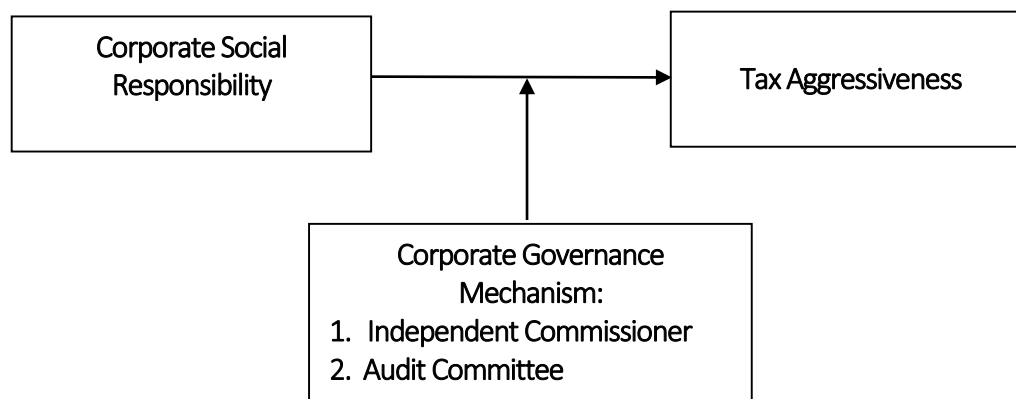 Corporate Social
Responsibility
Tax Aggressiveness
Corporate Governance
Mechanism:
1. Independent Commissioner
2. Audit Committee